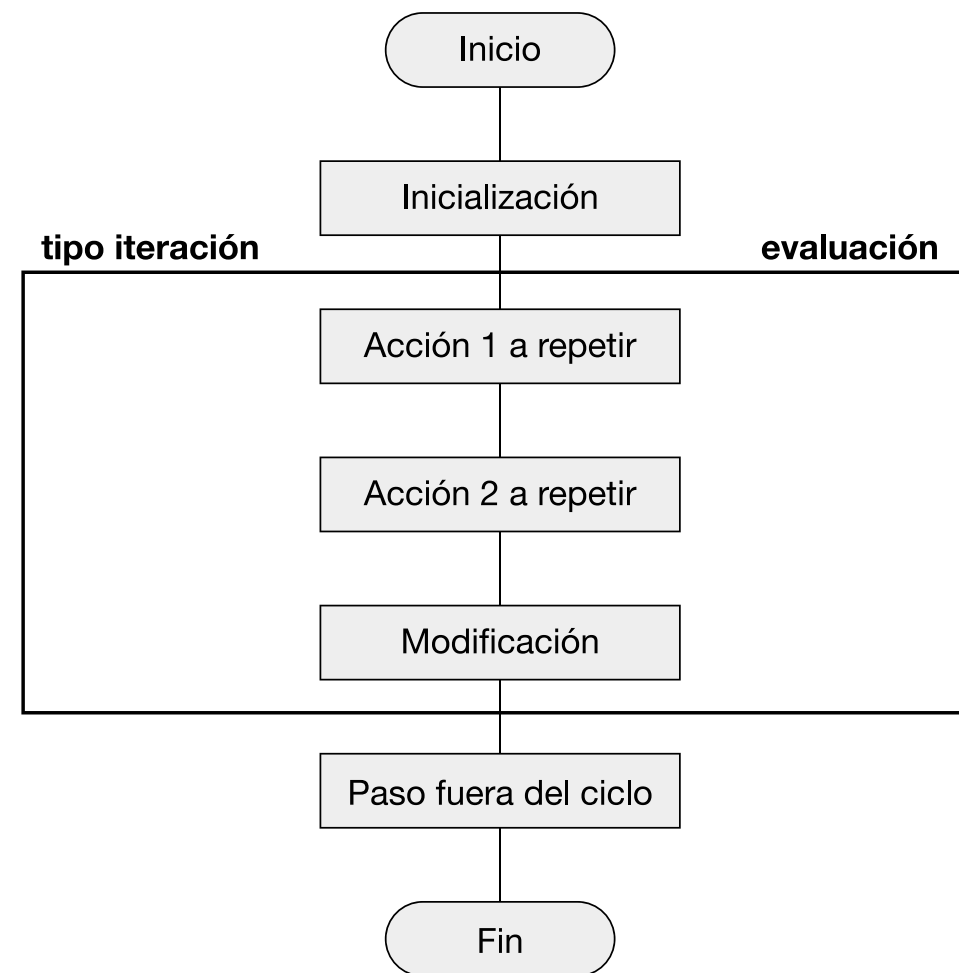 Inicio
Inicialización
tipo iteración
evaluación
Acción 1 a repetir
Acción 2 a repetir
Modificación
Paso fuera del ciclo
Fin